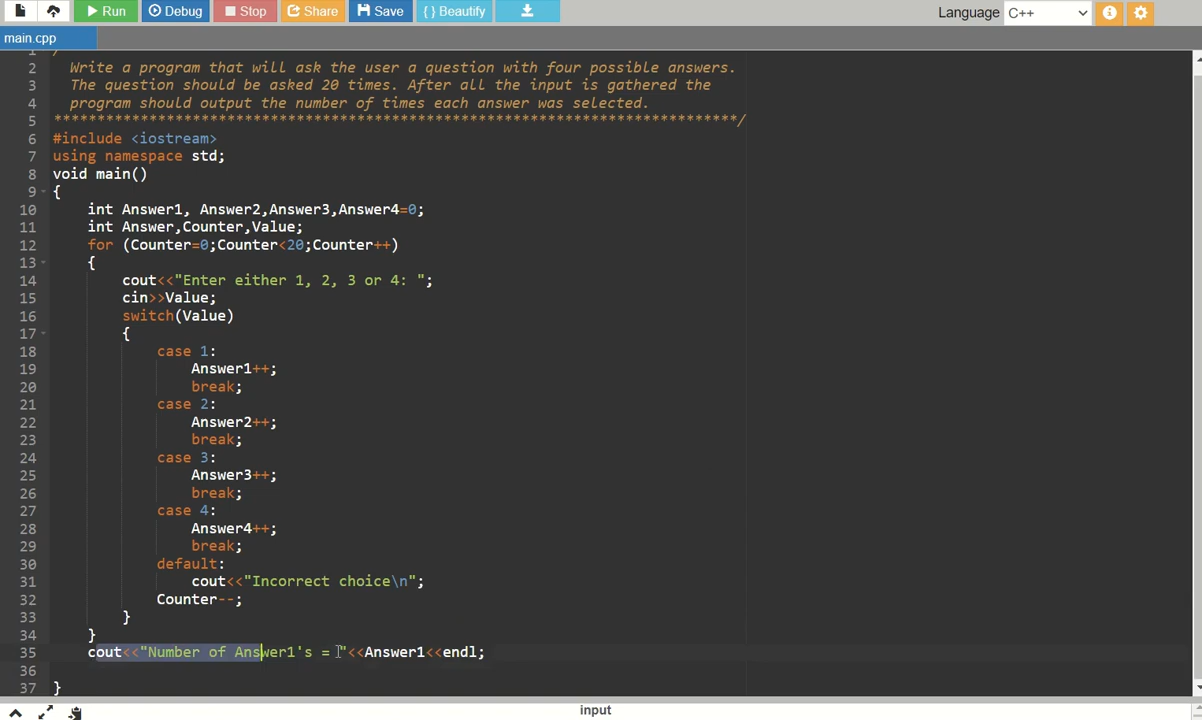 Run Debug Stop Share Save { } Beautify Language C++
main.cpp
1 /
2 Write a program that will ask the user a question with four possible answers.
3 The question should be asked 20 times. After all the input is gathered the
4 program should output the number of times each answer was selected.
5 *******************************************************************************/
6 #include <iostream>
7 using namespace std;
8 void main()
9 {
10 int Answer1, Answer2,Answer3,Answer4=0;
11 int Answer,Counter,Value;
12 for (Counter=0;Counter<20;Counter++)
13 {
14 cout<<"Enter either 1, 2, 3 or 4: ";
15 cin>>Value;
16 switch(Value)
17 {
18 case 1:
19 Answer1++;
20 break;
21 case 2:
22 Answer2++;
23 break;
24 case 3:
25 Answer3++;
26 break;
27 case 4:
28 Answer4++;
29 break;
30 default:
31 cout<<"Incorrect choice\n";
32 Counter--;
33 }
34 }
35 cout<<"Number of Answer1's = "<<Answer1<<endl;
36
37 }
input